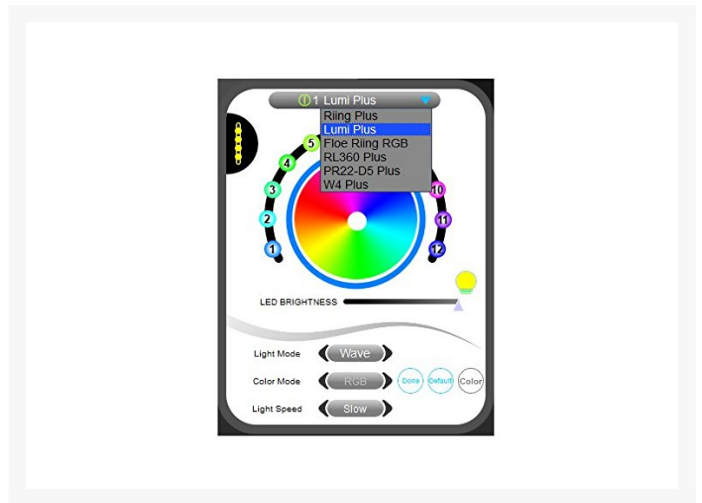 1 Lumi Plus
Riing Plus
Lumi Plus
Floe Riing RGB
RL360 Plus
PR22-D5 Plus
W4 Plus
5
4
3
2
1
10
11
12
LED BRIGHTNESS
Light Mode Wave
Color Mode RGB Done Default Color
Light Speed Slow